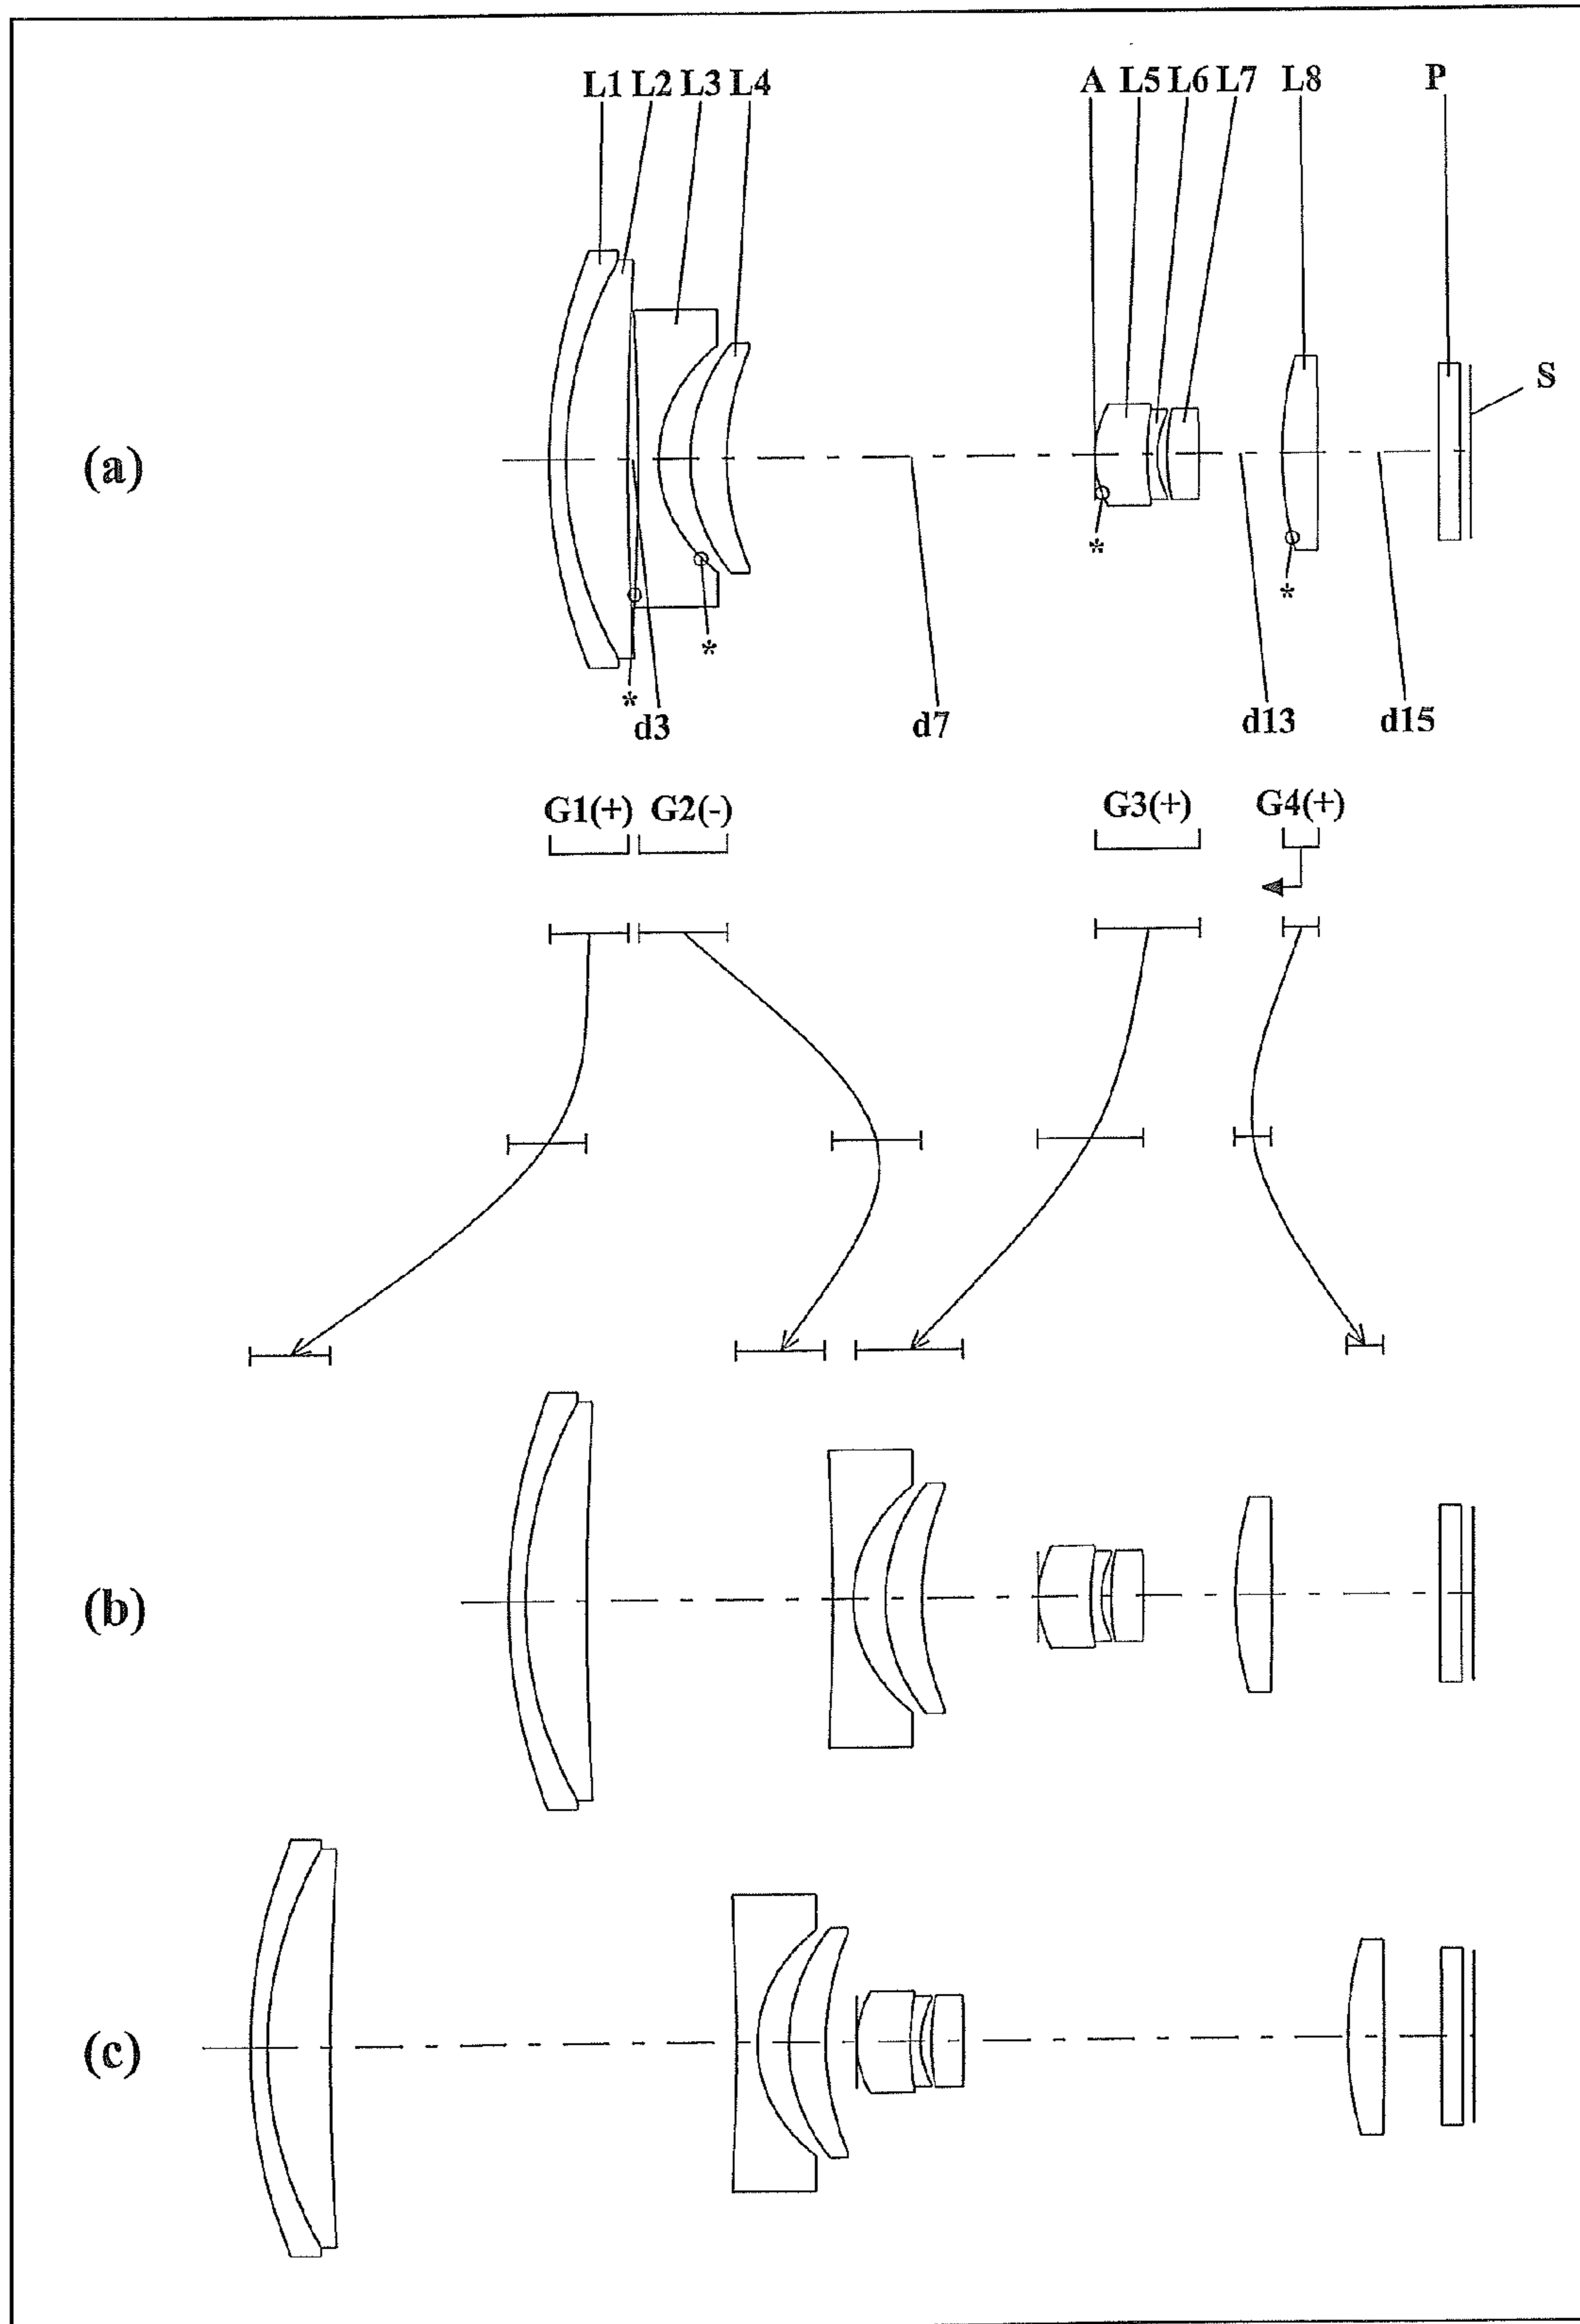 L1 L2 L3 L4 A L5 L6 L7 L8 P
S
(a)
*
*
*
*
d3 d7 d13 d15
G1(+) G2(-) G3(+) G4(+)
(b)
(c)